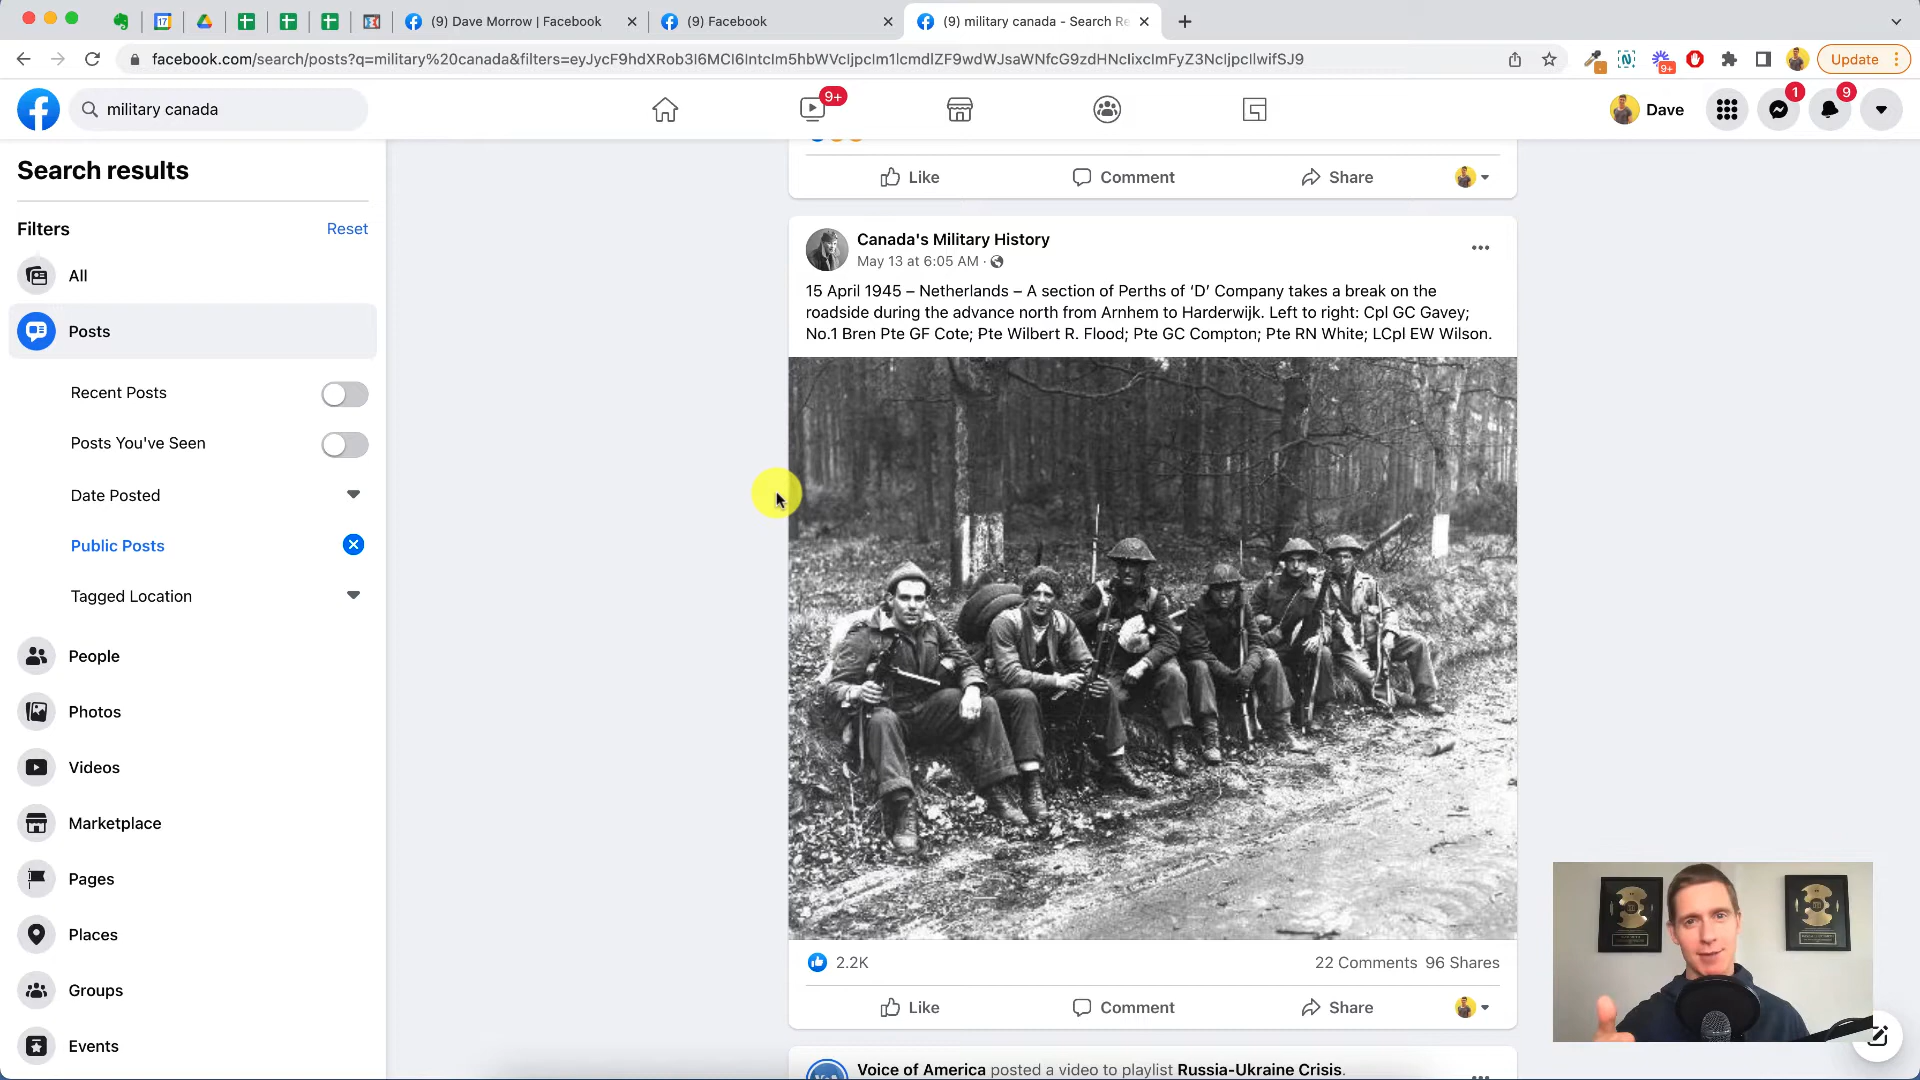 (9) Dave Morrow | Facebook
(9) Facebook
(9) military canada - Search Re
facebook.com/search/posts?q=military%20canada&filters=eyJycF9hdXRob3I6MCI6IntcIm5hbWVcIjpcIm1lcmdlZF9wdWJsaWNfcG9zdHNcIixcImFyZ3NcIjpcIlwifSJ9
9+
Update
military canada
9+
Dave
1
9
Search results
Filters
Reset
All
Posts
Recent Posts
Posts You've Seen
Date Posted
Public Posts
Tagged Location
People
Photos
Videos
Marketplace
Pages
Places
Groups
Events
Like
Comment
Share
Canada's Military History
May 13 at 6:05 AM ·
15 April 1945 – Netherlands – A section of Perths of ‘D’ Company takes a break on the
roadside during the advance north from Arnhem to Harderwijk. Left to right: Cpl GC Gavey;
No.1 Bren Pte GF Cote; Pte Wilbert R. Flood; Pte GC Compton; Pte RN White; LCpl EW Wilson.
2.2K
22 Comments 96 Shares
Like
Comment
Share
Voice of America posted a video to playlist Russia-Ukraine Crisis.